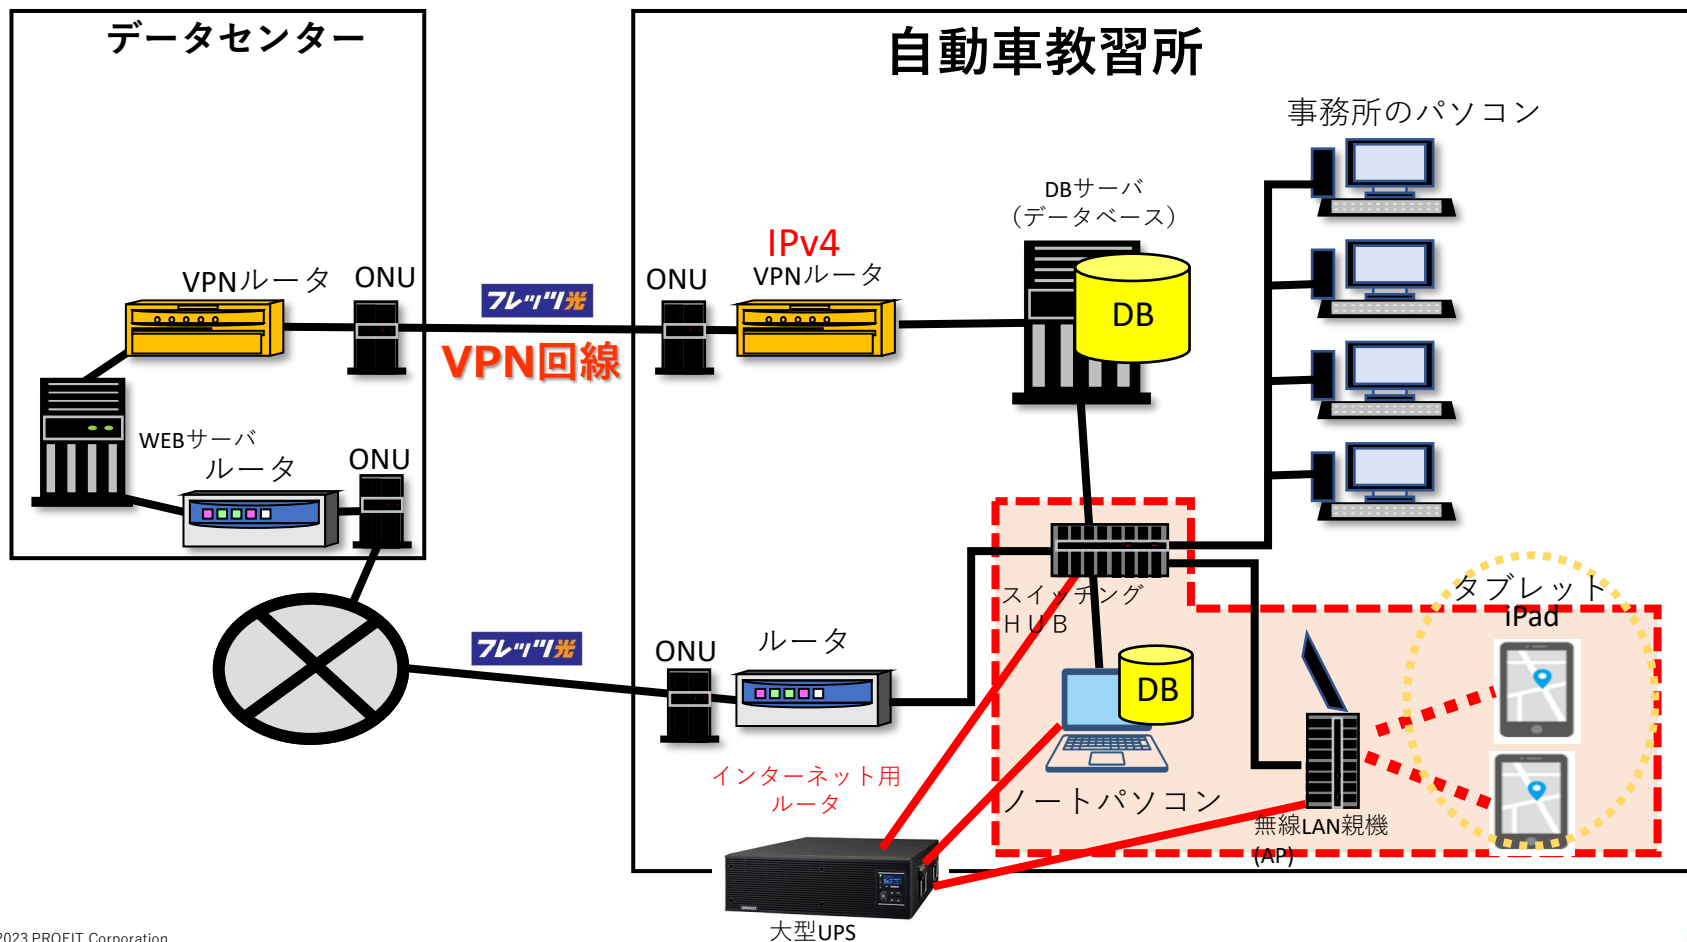 データセンター
自動車教習所
事務所のパソコン
DBサーバ
（データベース）
IPv4
VPNルータ
ONU
フレッツ光
ONU
VPNルータ
DB
VPN回線
WEBサーバ
ルータ
ONU
スイッチング
ＨＵＢ
タブレット
iPad
フレッツ光
ONU
ルータ
DB
インターネット用
ルータ
ノートパソコン
無線LAN親機
(AP)
OMRON
大型UPS
2023 PROFIT Corporation